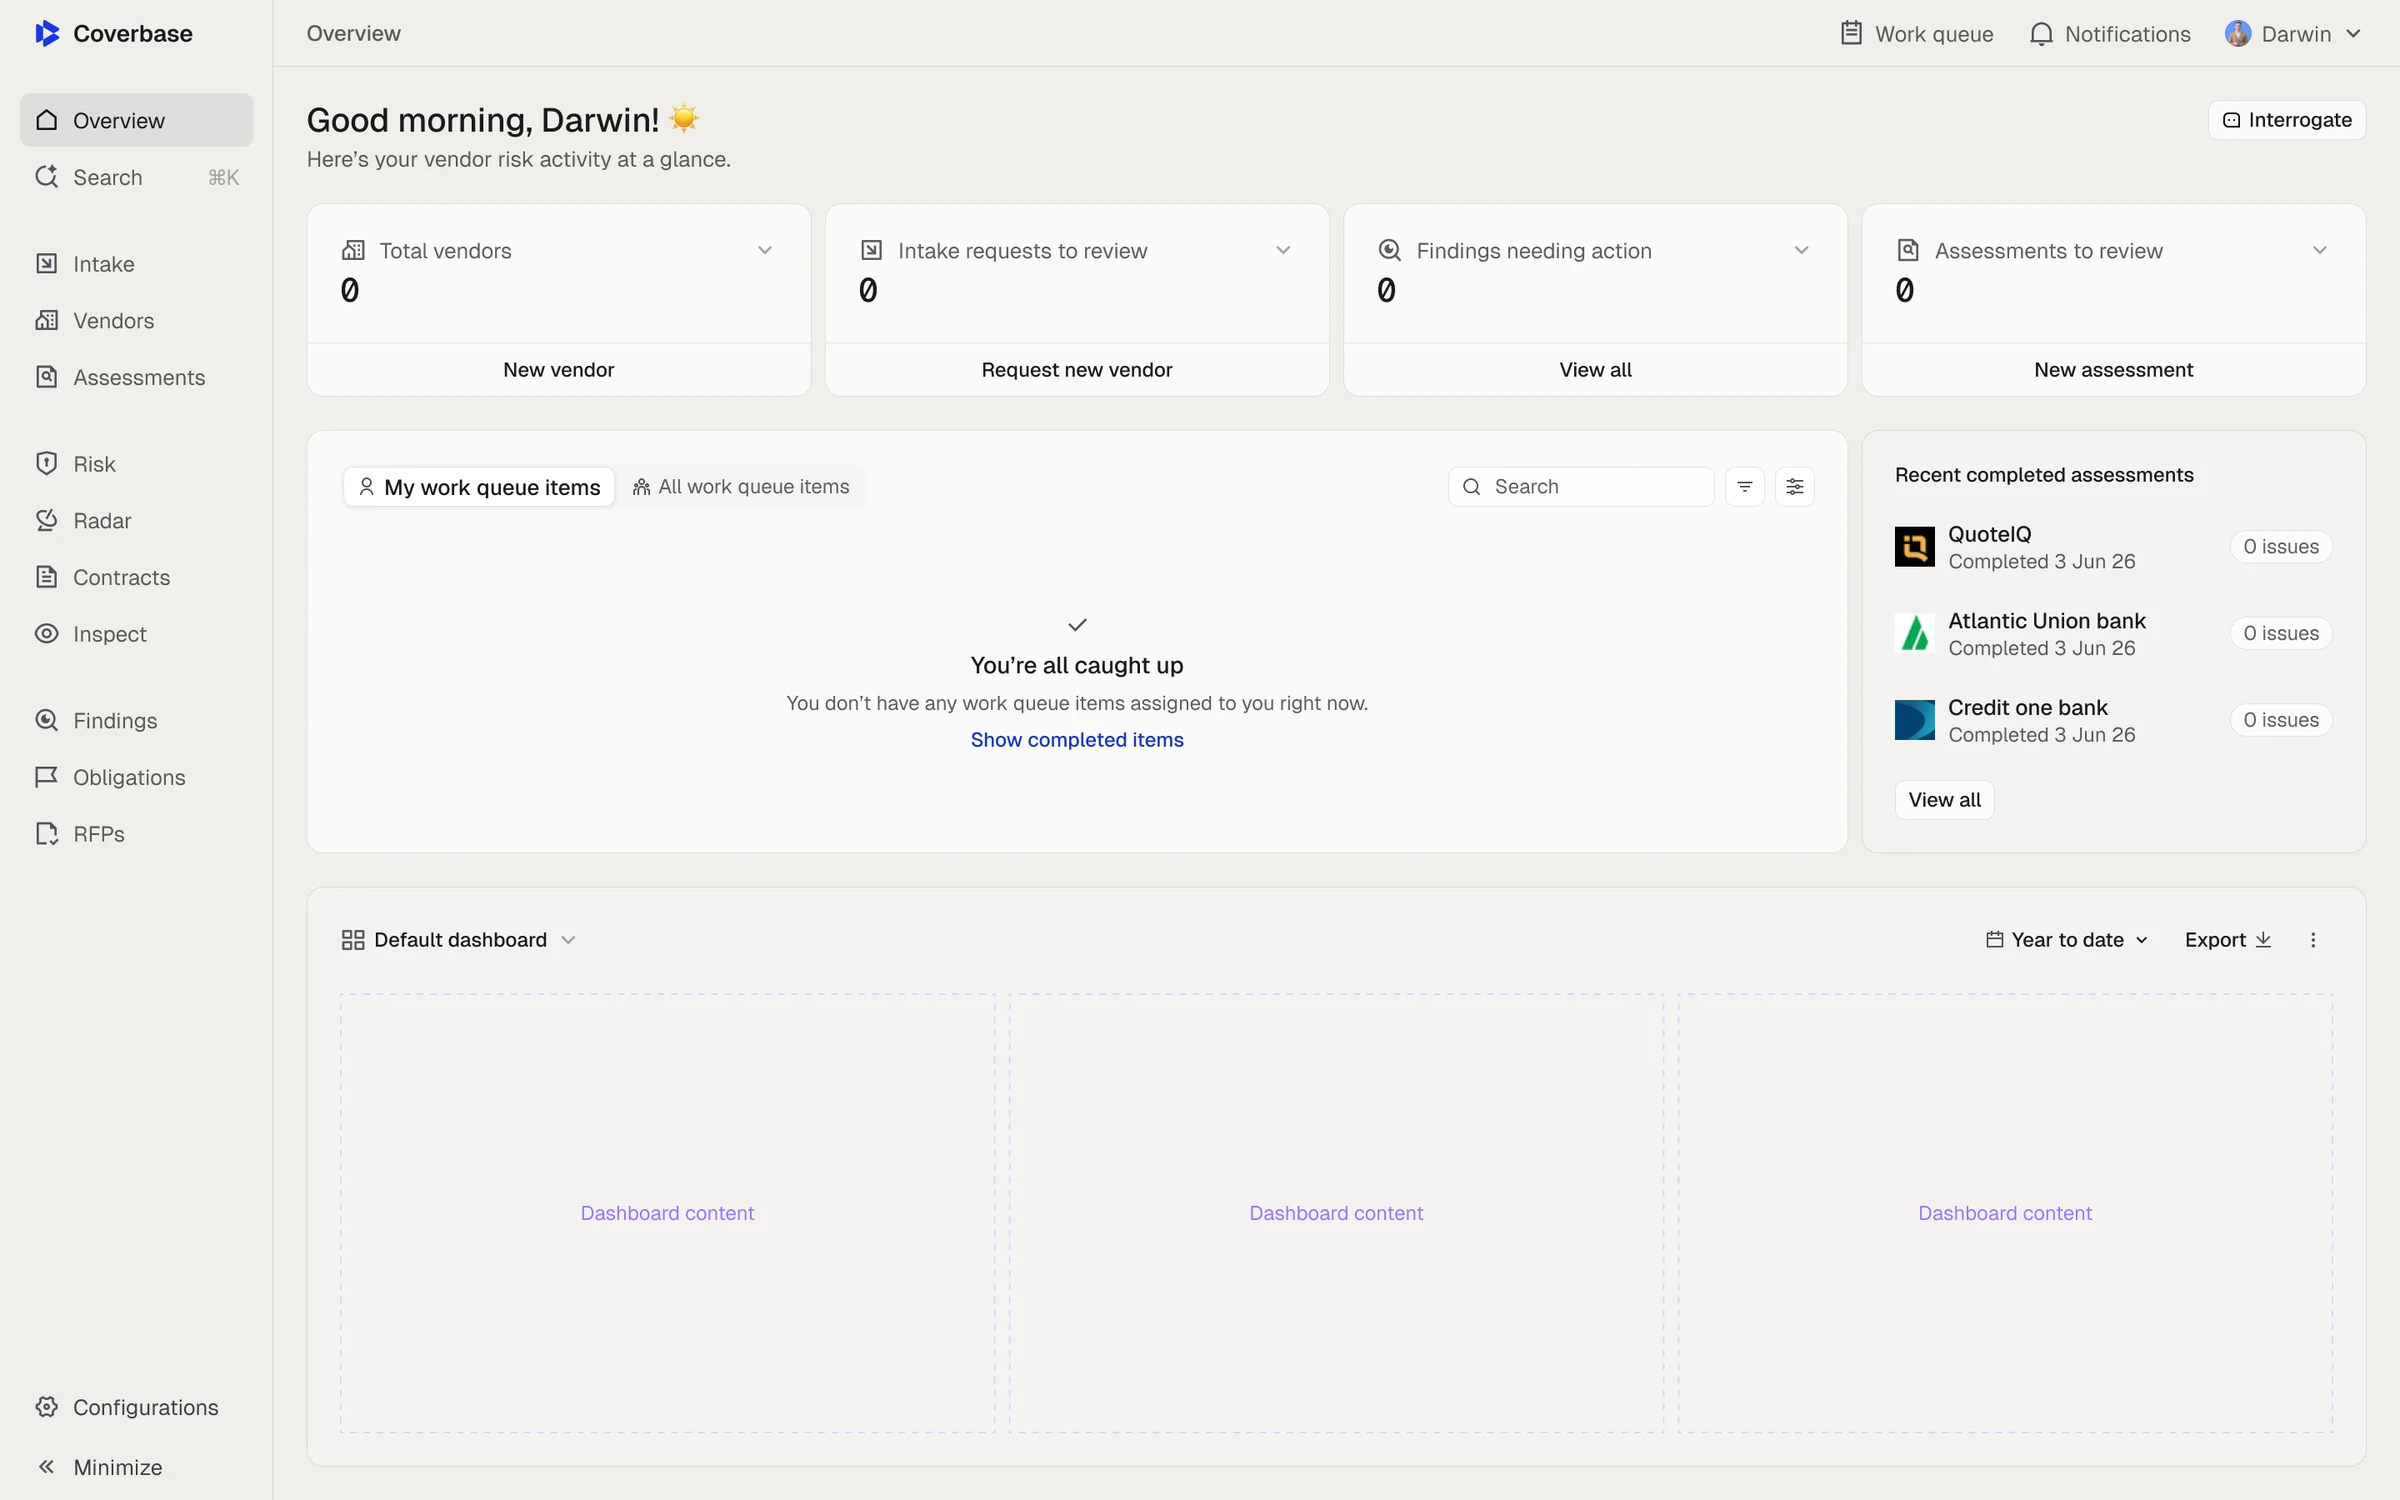 Coverbase
Overview
Search ⌘K
Intake
Vendors
Assessments
Risk
Radar
Contracts
Inspect
Findings
Obligations
RFPs
Configurations
Minimize
Overview
Work queue
Notifications
Darwin
Good morning, Darwin! ☀️
Here’s your vendor risk activity at a glance.
Interrogate
Total vendors
0
New vendor
Intake requests to review
0
Request new vendor
Findings needing action
0
View all
Assessments to review
0
New assessment
My work queue items
All work queue items
Search
You’re all caught up
You don’t have any work queue items assigned to you right now.
Show completed items
Recent completed assessments
QuoteIQ
Completed 3 Jun 26
0 issues
Atlantic Union bank
Completed 3 Jun 26
0 issues
Credit one bank
Completed 3 Jun 26
0 issues
View all
Default dashboard
Year to date
Export
Dashboard content
Dashboard content
Dashboard content